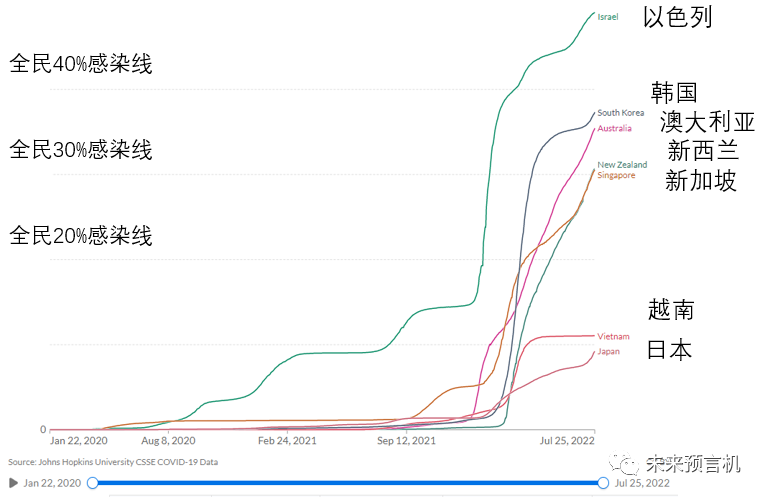 Israel
以色列
全民40%感染线
韩国
South Korea
澳大利亚
Australia
全民30%感染线
新西兰
New Zealand
Singapore
新加坡
全民20%感染线
越南
Vietnam
Japan
日本
0
Jan 22, 2020
Aug 8, 2020
Feb 24, 2021
Sep 12, 2021
Jul 25, 2022
Source: Johns Hopkins University CSSE COVID-19 Data
未来预言机
Jan 22, 2020
Jul 25, 2022